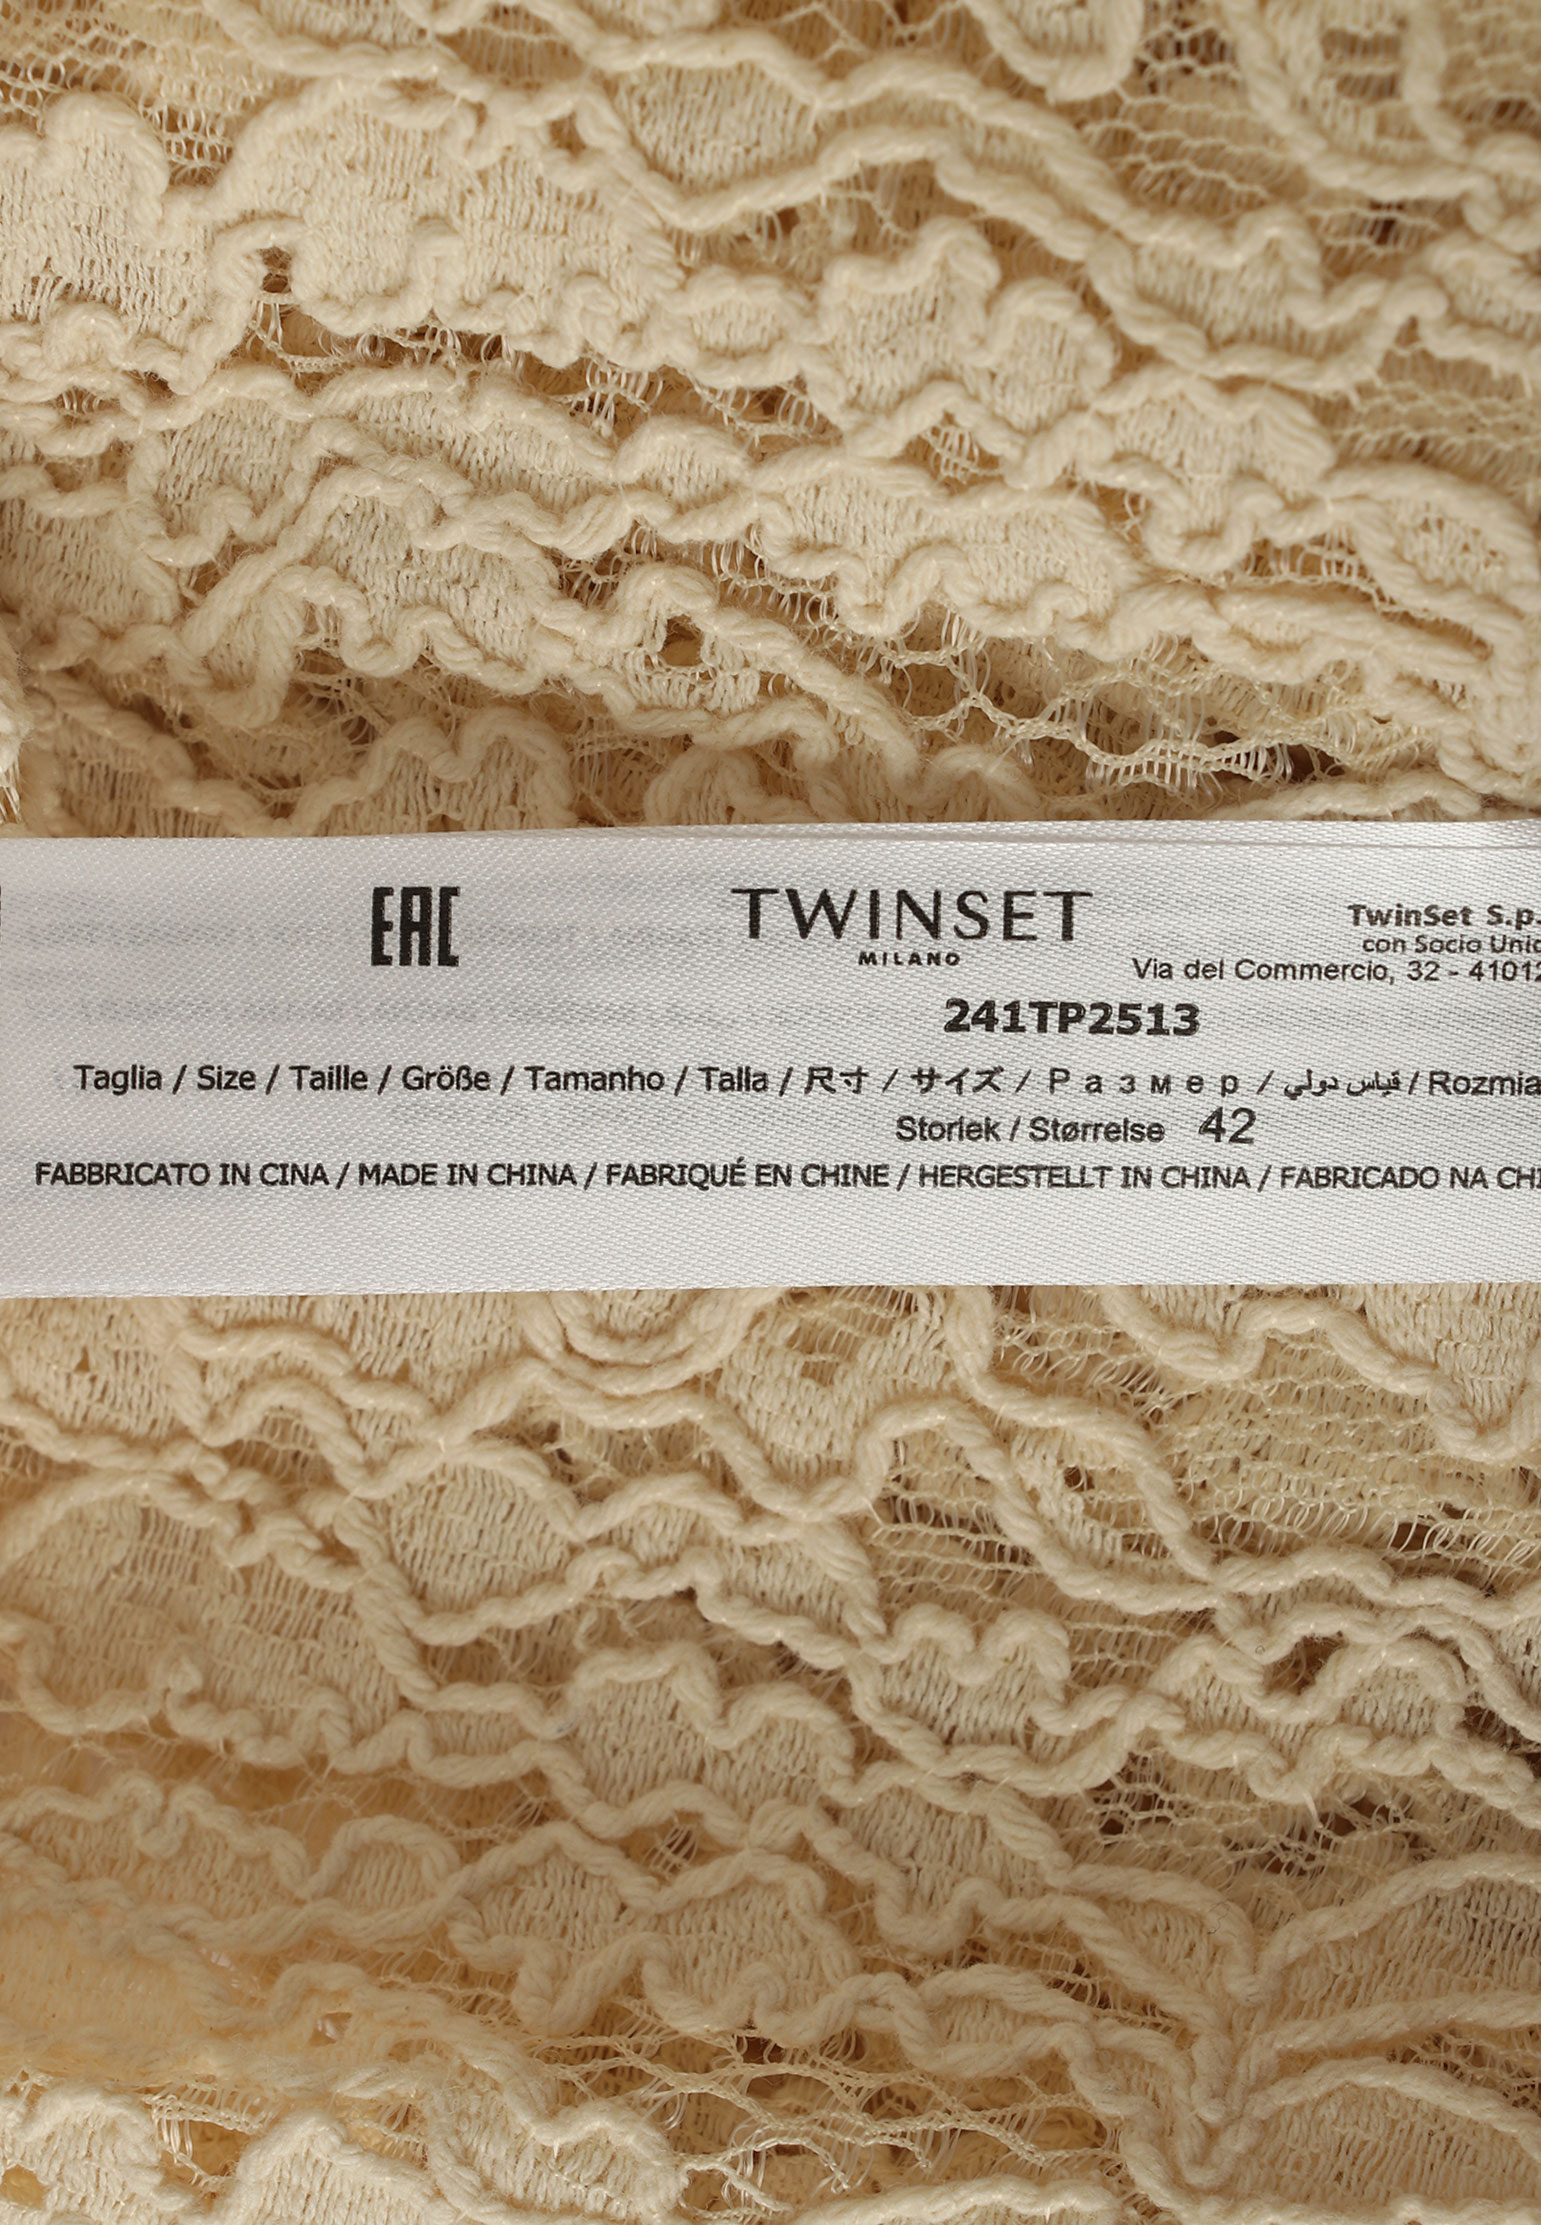 EAC
TWINSET
MILANO
TwinSet S.p.
con Socio Unic
Via del Commercio, 32 - 41012
241TP2513
Taglia / Size / Taille / Größe / Tamanho / Talla / 尺寸 / サイズ / Размер / قياس دولي / Rozmia
Storlek / Størrelse 42
FABBRICATO IN CINA / MADE IN CHINA / FABRIQUÉ EN CHINE / HERGESTELLT IN CHINA / FABRICADO NA CHI